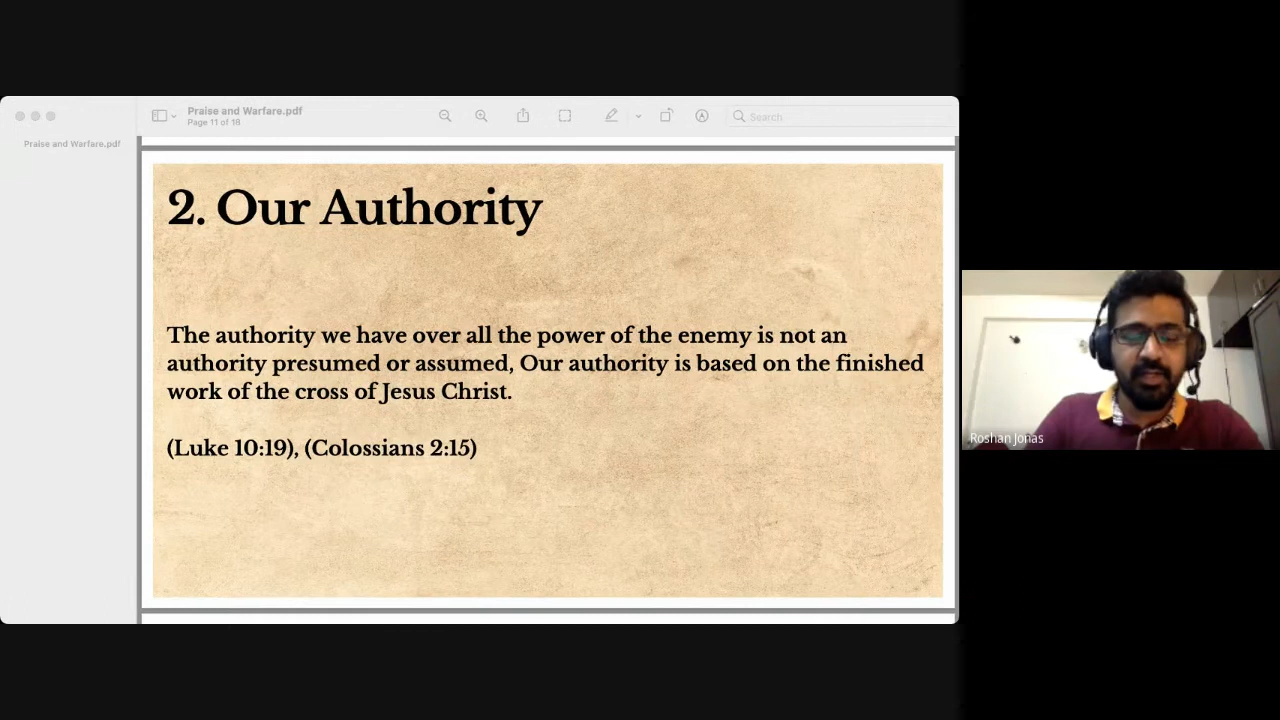 Praise and Warfare.pdf
Page 11 of 18
Search
Praise and Warfare.pdf
2. Our Authority
The authority we have over all the power of the enemy is not an
authority presumed or assumed, Our authority is based on the finished
work of the cross of Jesus Christ.
(Luke 10:19), (Colossians 2:15)
Roshan Jonas